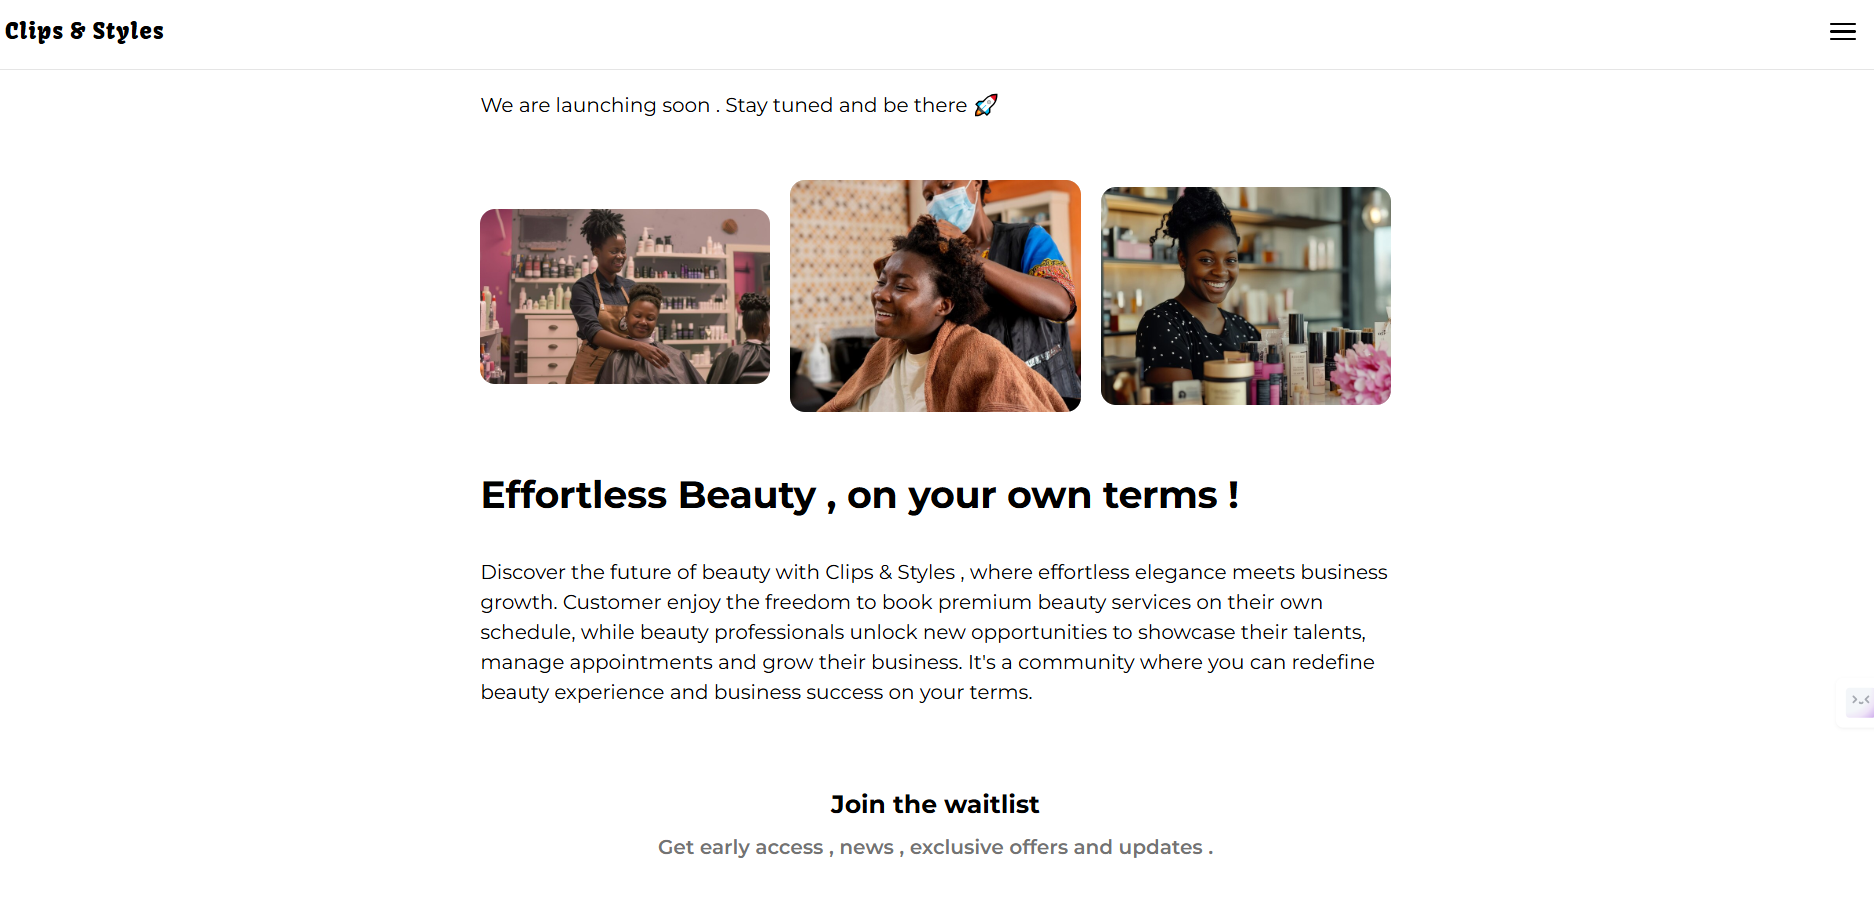 Clips & Styles
We are launching soon . Stay tuned and be there 🚀
Effortless Beauty , on your own terms !
Discover the future of beauty with Clips & Styles , where effortless elegance meets business
growth. Customer enjoy the freedom to book premium beauty services on their own
schedule, while beauty professionals unlock new opportunities to showcase their talents,
manage appointments and grow their business. It's a community where you can redefine
beauty experience and business success on your terms.
Join the waitlist
Get early access , news , exclusive offers and updates .